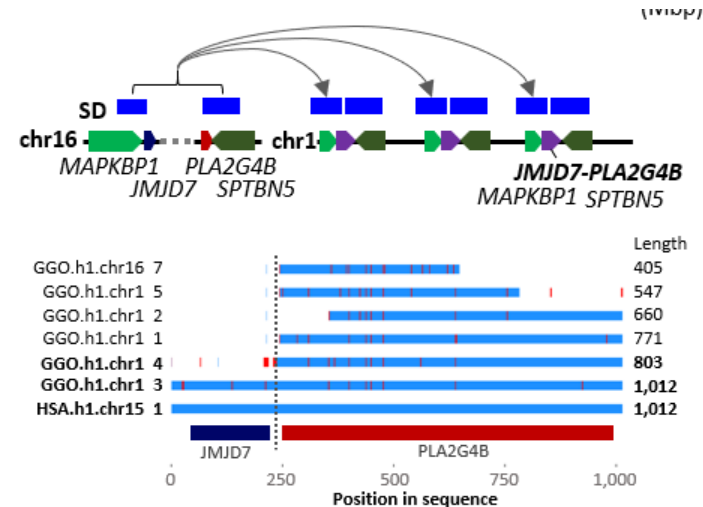 (Mbp)
SD
chr16
chr1
MAPKBP1
PLA2G4B
JMJD7-PLA2G4B
JMJD7
SPTBN5
MAPKBP1
SPTBN5
Length
GGO.h1.chr16 7 405
GGO.h1.chr1 5 547
GGO.h1.chr1 2 660
GGO.h1.chr1 1 771
GGO.h1.chr1 4 803
GGO.h1.chr1 3 1,012
HSA.h1.chr15 1 1,012
JMJD7
PLA2G4B
0 250 500 750 1,000
Position in sequence